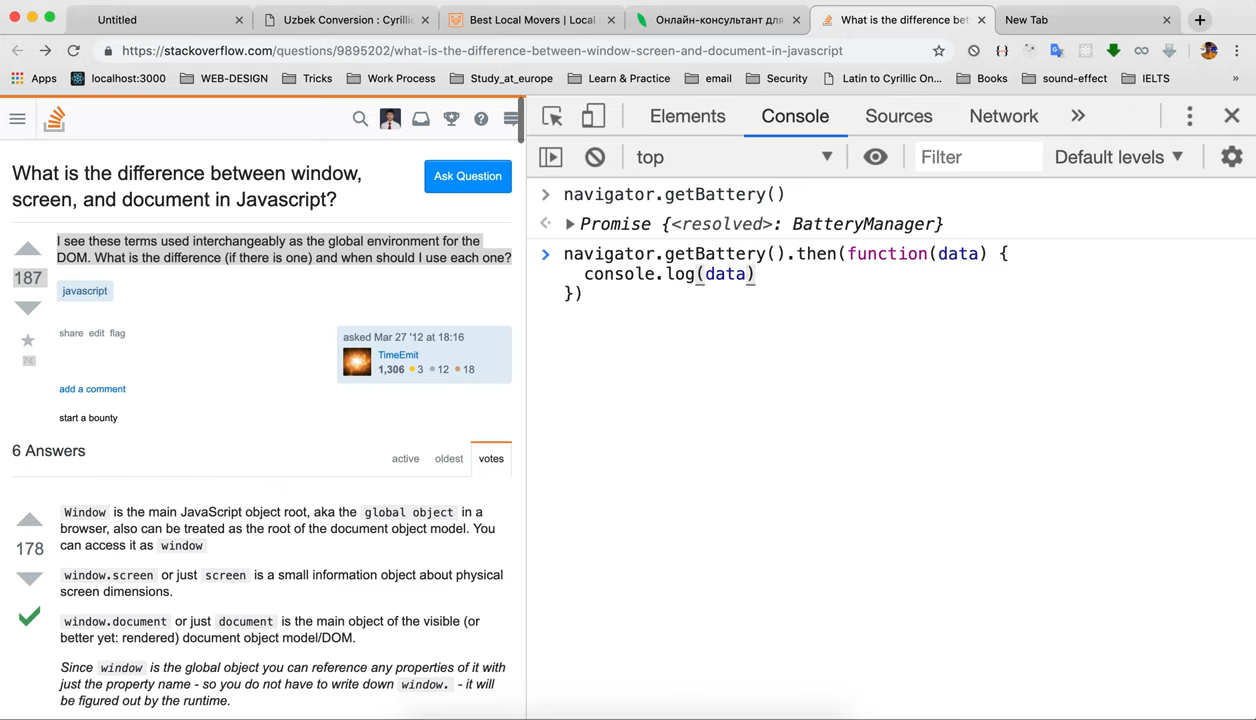 Untitled
Uzbek Conversion : Cyrillic
Best Local Movers | Local
Онлайн-консультант для
What is the difference bet
New Tab
https://stackoverflow.com/questions/9895202/what-is-the-difference-between-window-screen-and-document-in-javascript
Apps
localhost:3000
WEB-DESIGN
Tricks
Work Process
Study_at_europe
Learn & Practice
email
Security
Latin to Cyrillic On...
Books
sound-effect
IELTS
»
What is the difference between window,
screen, and document in Javascript?
Ask Question
I see these terms used interchangeably as the global environment for the
DOM. What is the difference (if there is one) and when should I use each one?
187
javascript
share edit flag
74
asked Mar 27 '12 at 18:16
TimeEmit
1,306 3 12 18
add a comment
start a bounty
6 Answers
active oldest votes
Window is the main JavaScript object root, aka the global object in a
browser, also can be treated as the root of the document object model. You
can access it as window
178
window.screen or just screen is a small information object about physical
screen dimensions.
window.document or just document is the main object of the visible (or
better yet: rendered) document object model/DOM.
Since window is the global object you can reference any properties of it with
just the property name - so you do not have to write down window. - it will
be figured out by the runtime.
Elements Console Sources Network »
top Filter Default levels
navigator.getBattery()
Promise {<resolved>: BatteryManager}
navigator.getBattery().then(function(data) {
console.log(data)
})